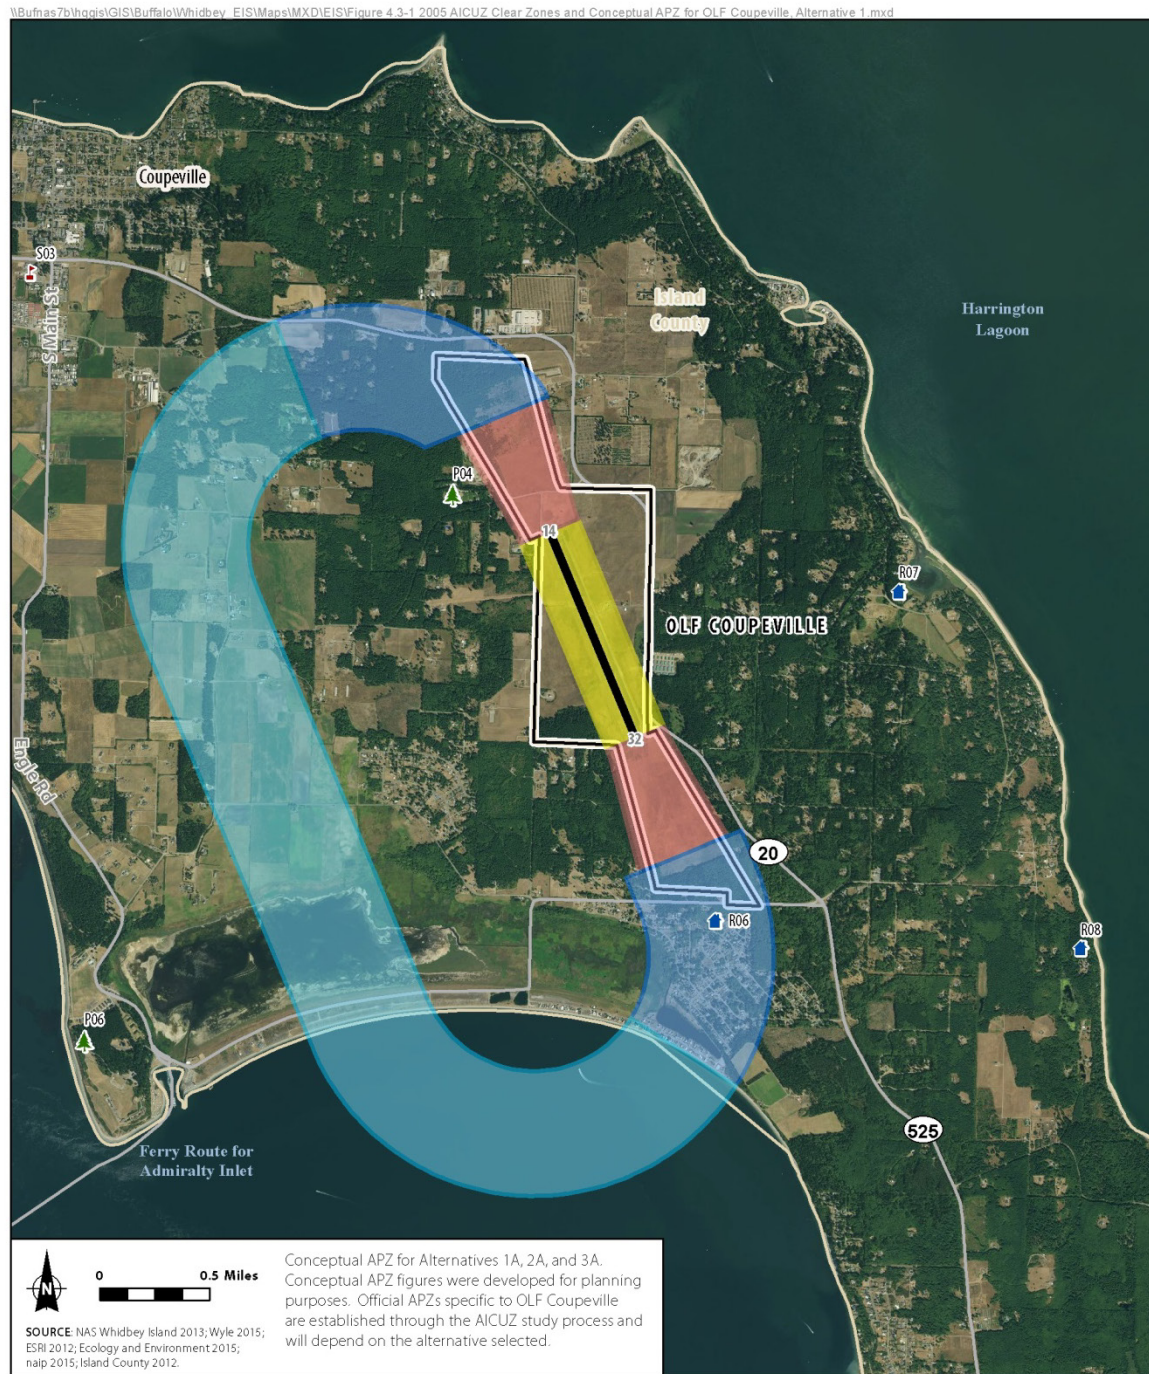 \\Bufnas7b\hqgis\GIS\Buffalo\Whidbey_EIS\Maps\MXD\EIS\Figure 4.3-1 2005 AICUZ Clear Zones and Conceptual APZ for OLF Coupeville, Alternative 1.mxd
Coupeville
S03
S Main St
Island
County
Harrington
Lagoon
P04
14
R07
OLF COUPEVILLE
32
Engle Rd
20
R06
R08
P06
525
Ferry Route for
Admiralty Inlet
N
0 0.5 Miles
SOURCE: NAS Whidbey Island 2013; Wyle 2015;
ESRI 2012; Ecology and Environment 2015;
naip 2015; Island County 2012.
Conceptual APZ for Alternatives 1A, 2A, and 3A.
Conceptual APZ figures were developed for planning
purposes. Official APZs specific to OLF Coupeville
are established through the AICUZ study process and
will depend on the alternative selected.